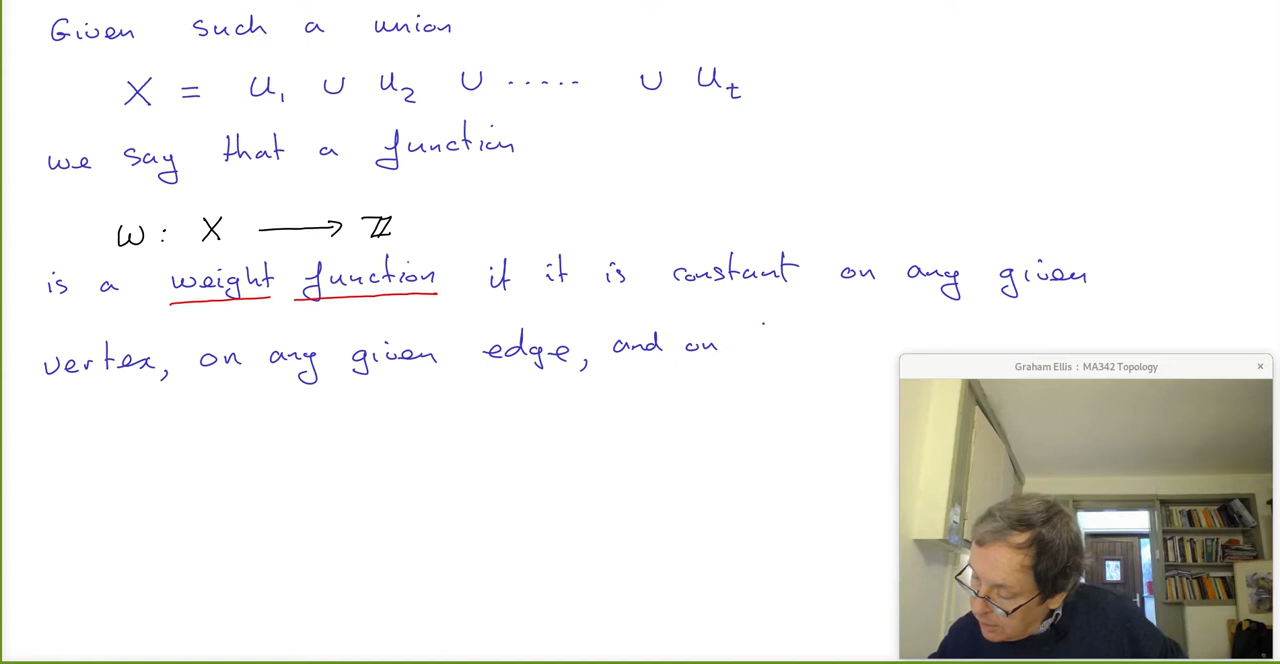 Given such a union
X = U₁ ∪ U₂ ∪ ..... ∪ Uₜ
we say that a function
w : X ⟶ ℤ
is a weight function if it is constant on any given
vertex, on any given edge, and on
Graham Ellis : MA342 Topology